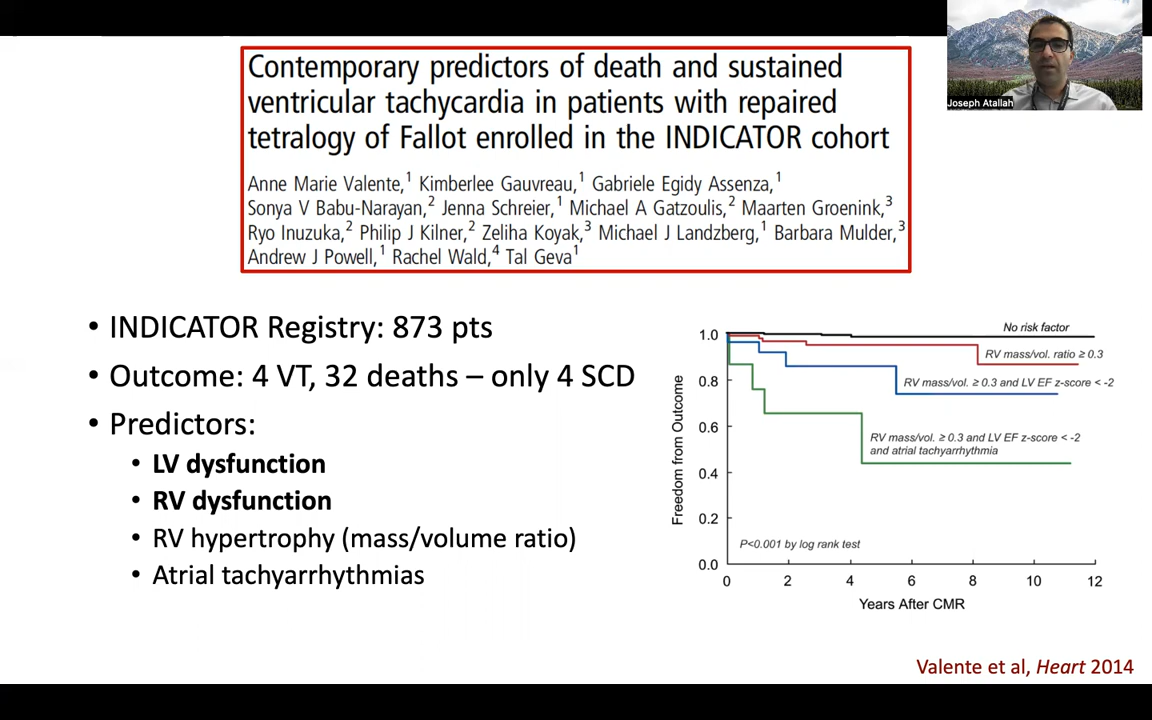 Contemporary predictors of death and sustained
ventricular tachycardia in patients with repaired
tetralogy of Fallot enrolled in the INDICATOR cohort
Anne Marie Valente,¹ Kimberlee Gauvreau,¹ Gabriele Egidy Assenza,¹
Sonya V Babu-Narayan,² Jenna Schreier,¹ Michael A Gatzoulis,² Maarten Groenink,³
Ryo Inuzuka,² Philip J Kilner,² Zeliha Koyak,³ Michael J Landzberg,¹ Barbara Mulder,³
Andrew J Powell,¹ Rachel Wald,⁴ Tal Geva¹
Joseph Atallah
• INDICATOR Registry: 873 pts
• Outcome: 4 VT, 32 deaths – only 4 SCD
• Predictors:
• LV dysfunction
• RV dysfunction
• RV hypertrophy (mass/volume ratio)
• Atrial tachyarrhythmias
Freedom from Outcome
1.0
0.8
0.6
0.4
0.2
0.0
No risk factor
RV mass/vol. ratio ≥ 0.3
RV mass/vol. ≥ 0.3 and LV EF z-score < -2
RV mass/vol. ≥ 0.3 and LV EF z-score < -2
and atrial tachyarrhythmia
P<0.001 by log rank test
0 2 4 6 8 10 12
Years After CMR
Valente et al, Heart 2014